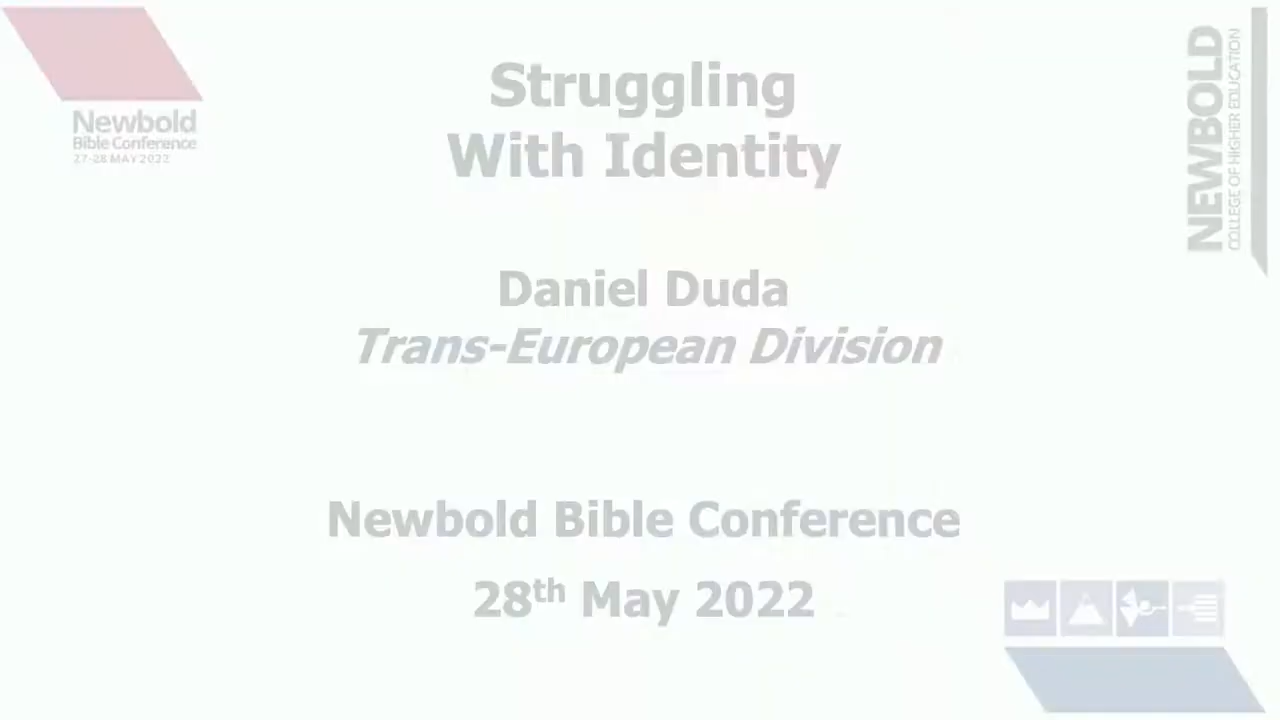 Newbold
Bible Conference
27-28 MAY 2022
Struggling
With Identity
Daniel Duda
Trans-European Division
Newbold Bible Conference
28th May 2022
NEWBOLD
COLLEGE OF HIGHER EDUCATION